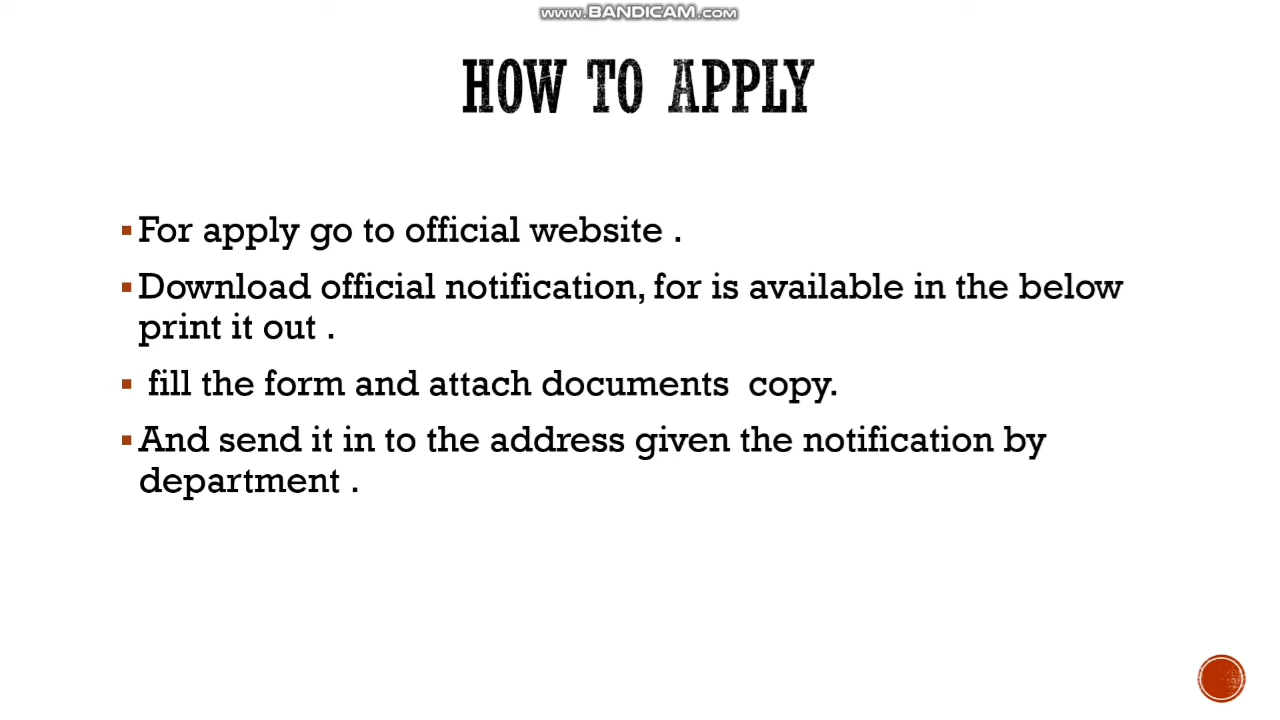 www.BANDICAM.com
HOW TO APPLY
▪For apply go to official website .
▪Download official notification, for is available in the below
print it out .
▪ fill the form and attach documents  copy.
▪And send it in to the address given the notification by
department .